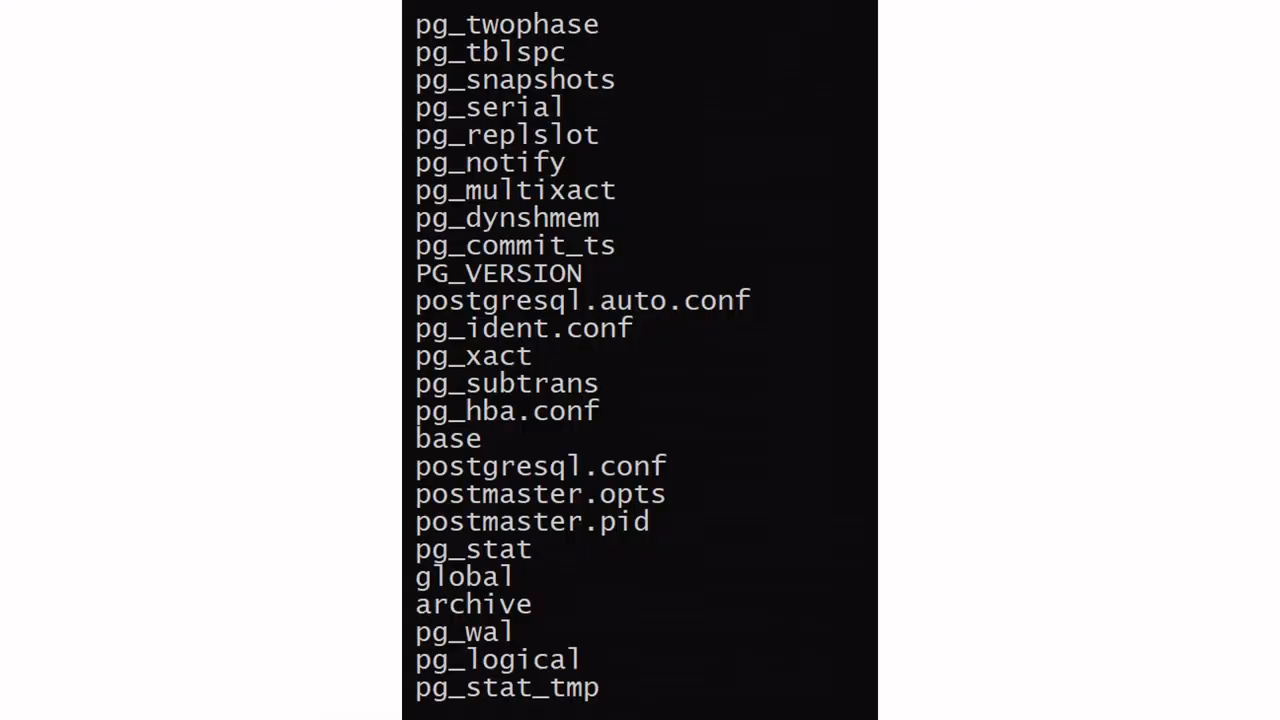 pg_twophase
pg_tblspc
pg_snapshots
pg_serial
pg_replslot
pg_notify
pg_multixact
pg_dynshmem
pg_commit_ts
PG_VERSION
postgresql.auto.conf
pg_ident.conf
pg_xact
pg_subtrans
pg_hba.conf
base
postgresql.conf
postmaster.opts
postmaster.pid
pg_stat
global
archive
pg_wal
pg_logical
pg_stat_tmp